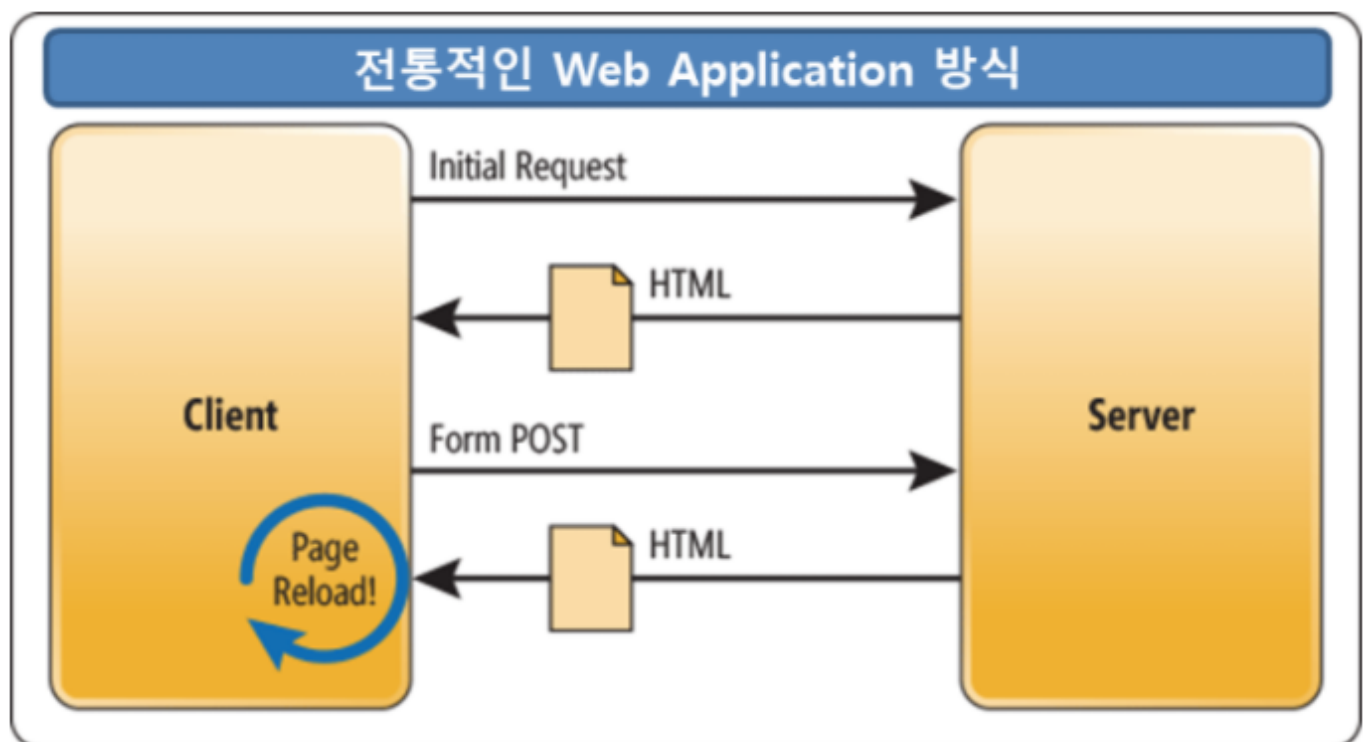 전통적인 Web Application 방식
Initial Request
HTML
Client
Server
Form POST
HTML
Page
Reload!